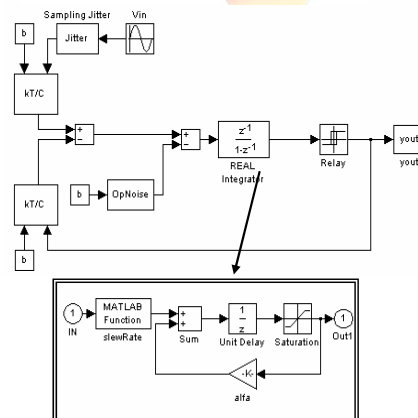 Sampling Jitter Vin
b
Jitter
kT/C
+
−
+
−
z-1
1-z-1
REAL
Integrator
Relay
yout
yout
b
OpNoise
kT/C
b
1
IN
MATLAB
Function
slewRate
+
+
Sum
1
z
Unit Delay
Saturation
1
Out1
-K-
alfa